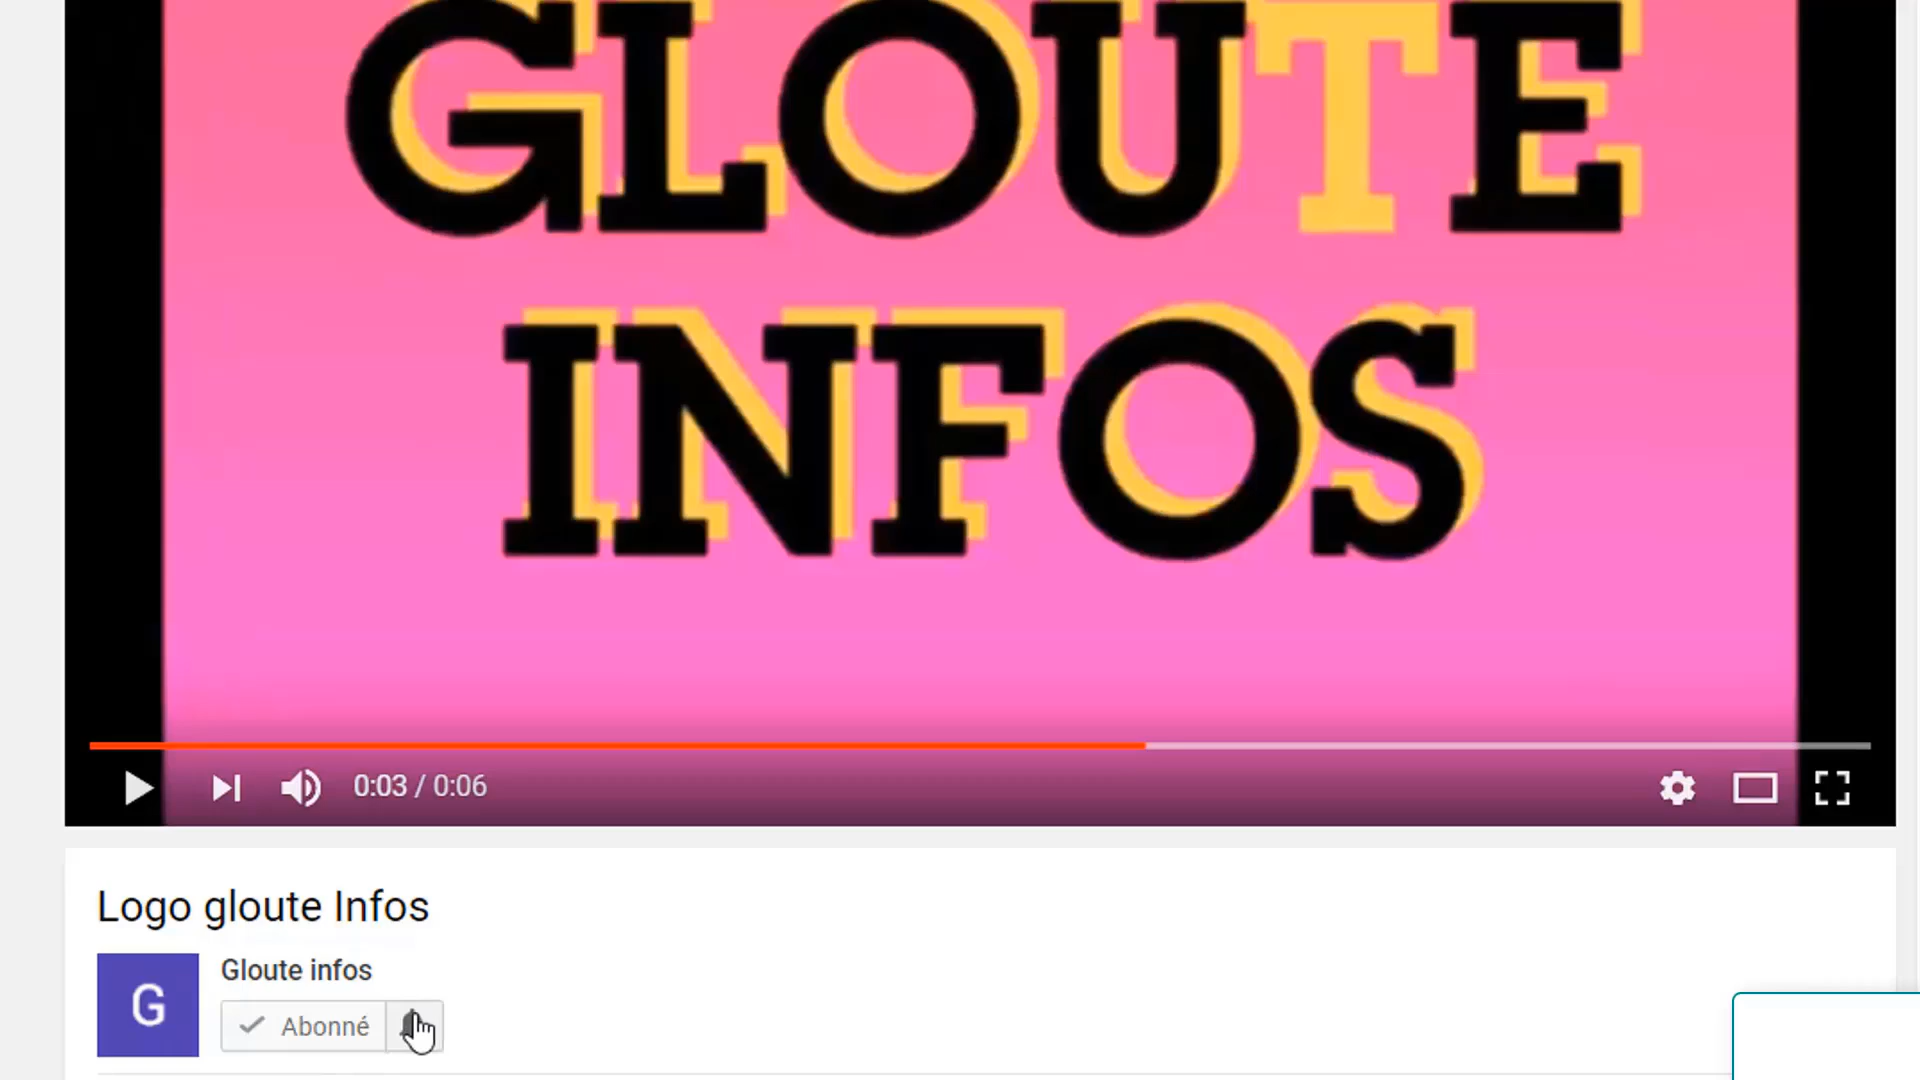 GLOUTE
INFOS
0:03 / 0:06
Logo gloute Infos
G
Gloute infos
Abonné